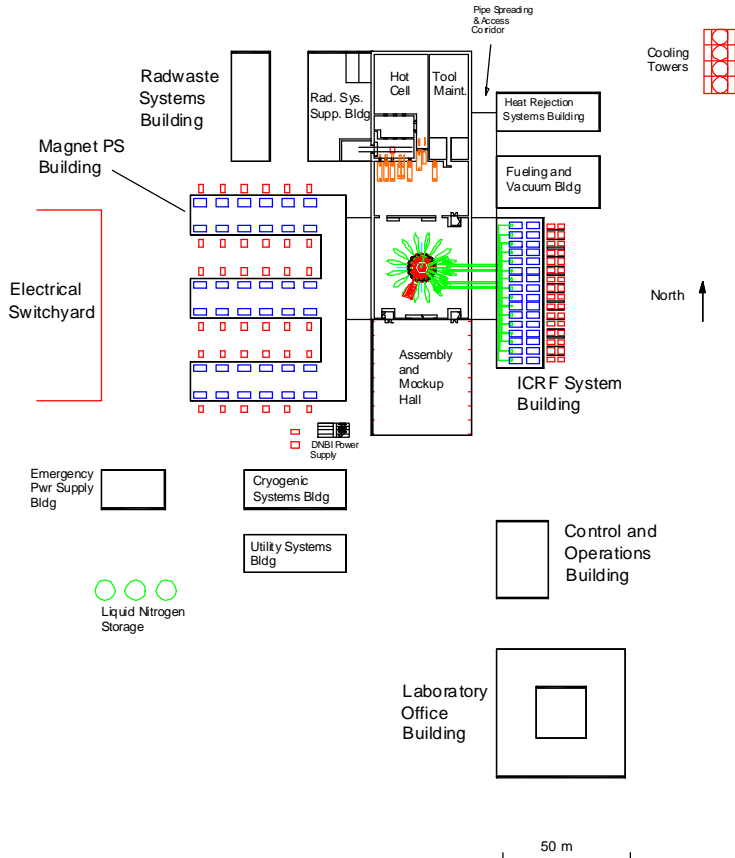 Pipe Spreading
& Access
Corridor
Cooling
Towers
Radwaste
Systems
Building
Rad. Sys.
Supp. Bldg
Hot
Cell
Tool
Maint.
Heat Rejection
Systems Building
Magnet PS
Building
Fueling and
Vacuum Bldg
Electrical
Switchyard
North
Assembly
and
Mockup
Hall
ICRF System
Building
DNBI Power
Supply
Emergency
Pwr Supply
Bldg
Cryogenic
Systems Bldg
Utility Systems
Bldg
Control and
Operations
Building
Liquid Nitrogen
Storage
Laboratory
Office
Building
50 m